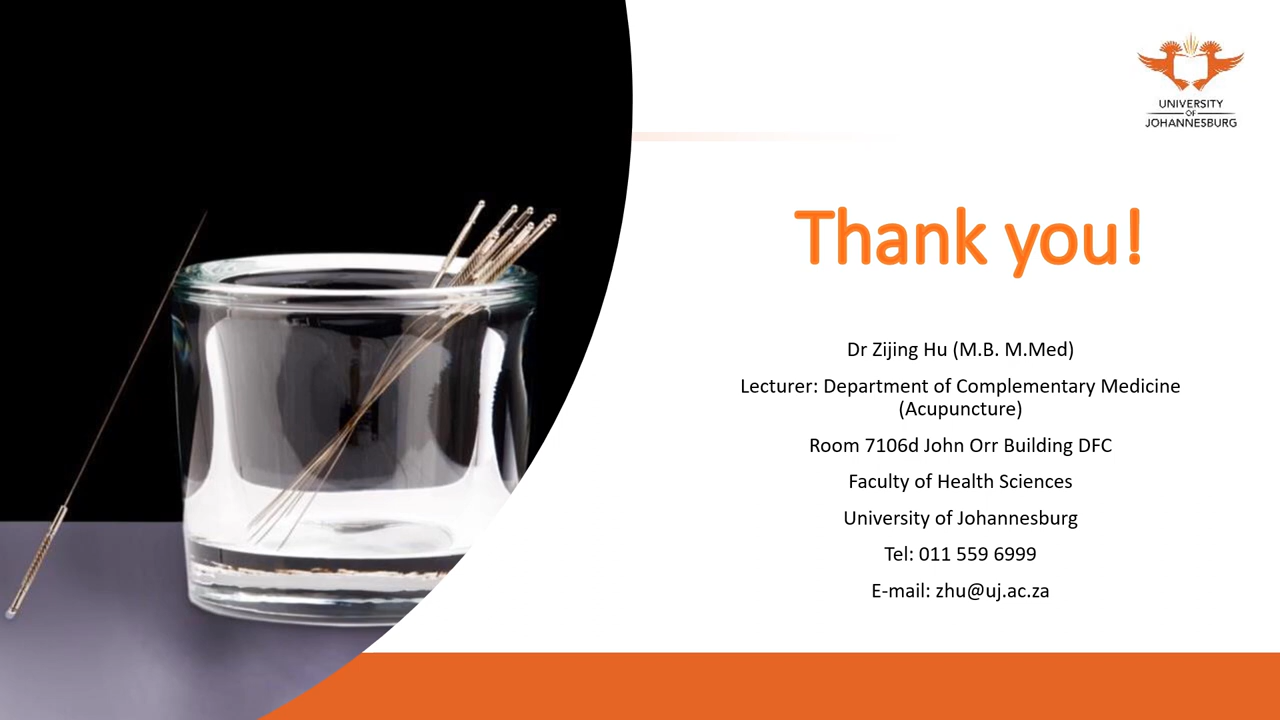 UNIVERSITY
OF
JOHANNESBURG
Thank you!
Dr Zijing Hu (M.B. M.Med)
Lecturer: Department of Complementary Medicine
(Acupuncture)
Room 7106d John Orr Building DFC
Faculty of Health Sciences
University of Johannesburg
Tel: 011 559 6999
E-mail: zhu@uj.ac.za